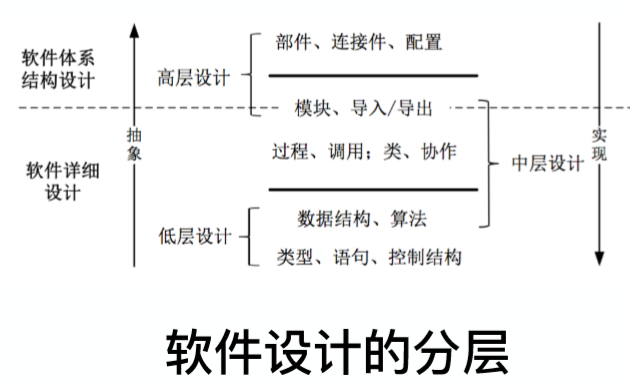 部件、连接件、配置
软件体系
结构设计
高层设计
模块、导入/导出
抽象
实现
过程、调用；类、协作
中层设计
软件详细
设计
数据结构、算法
低层设计
类型、语句、控制结构
软件设计的分层